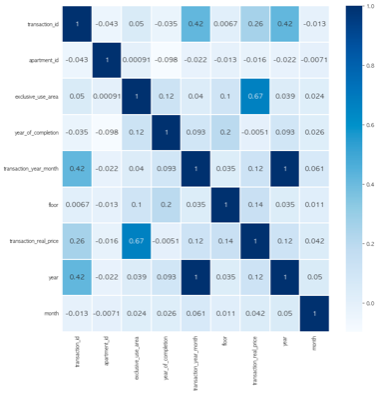 transaction_id 1 -0.043 0.05 -0.035 0.42 0.0067 0.26 0.42 -0.013
apartment_id -0.043 1 0.00091 -0.098 -0.022 -0.013 -0.016 -0.022 -0.0071
exclusive_use_area 0.05 0.00091 1 0.12 0.04 0.1 0.67 0.039 0.024
year_of_completion -0.035 -0.098 0.12 1 0.093 0.2 -0.0051 0.093 0.026
transaction_year_month 0.42 -0.022 0.04 0.093 1 0.035 0.12 1 0.061
floor 0.0067 -0.013 0.1 0.2 0.035 1 0.14 0.035 0.011
transaction_real_price 0.26 -0.016 0.67 -0.0051 0.12 0.14 1 0.12 0.042
year 0.42 -0.022 0.039 0.093 1 0.035 0.12 1 0.05
month -0.013 -0.0071 0.024 0.026 0.061 0.011 0.042 0.05 1
transaction_id apartment_id exclusive_use_area year_of_completion transaction_year_month floor transaction_real_price year month
1.0
0.8
0.6
0.4
0.2
0.0